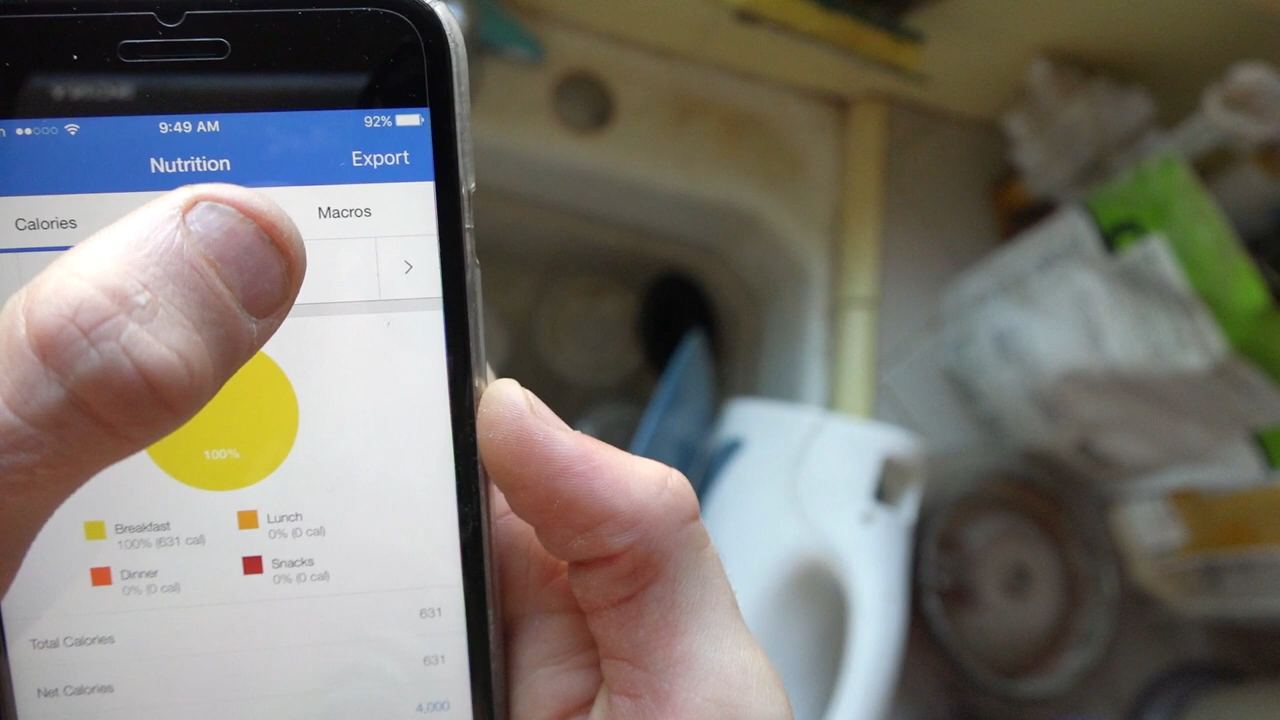 9:49 AM 92%
Nutrition Export
Calories Macros
100%
Breakfast
100% (631 cal)
Lunch
0% (0 cal)
Dinner
0% (0 cal)
Snacks
0% (0 cal)
Total Calories 631
Net Calories 631
4,000